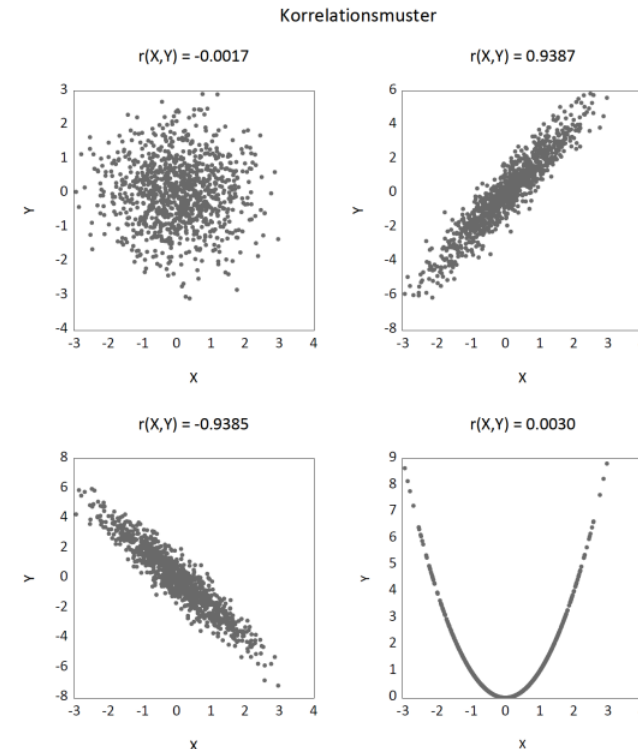 Korrelationsmuster
r(X,Y) = -0.0017
3
2
1
0
-1
-2
-3
-4
Y
-3 -2 -1 0 1 2 3 4
X
r(X,Y) = 0.9387
6
4
2
0
-2
-4
-6
-8
Y
-3 -2 -1 0 1 2 3
X
r(X,Y) = -0.9385
8
6
4
2
0
-2
-4
-6
-8
Y
-3 -2 -1 0 1 2 3 4
X
r(X,Y) = 0.0030
9
8
7
6
5
4
3
2
1
0
Y
-3 -2 -1 0 1 2 3
X